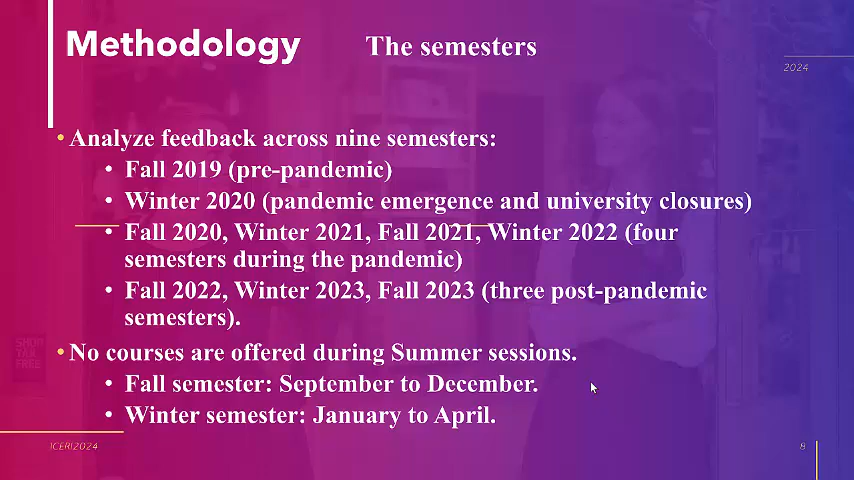 Methodology
The semesters
2024
• Analyze feedback across nine semesters:
• Fall 2019 (pre-pandemic)
• Winter 2020 (pandemic emergence and university closures)
• Fall 2020, Winter 2021, Fall 2021, Winter 2022 (four
semesters during the pandemic)
• Fall 2022, Winter 2023, Fall 2023 (three post-pandemic
semesters).
• No courses are offered during Summer sessions.
• Fall semester: September to December.
• Winter semester: January to April.
SHOP
TAX
FREE
ICERI2024
8